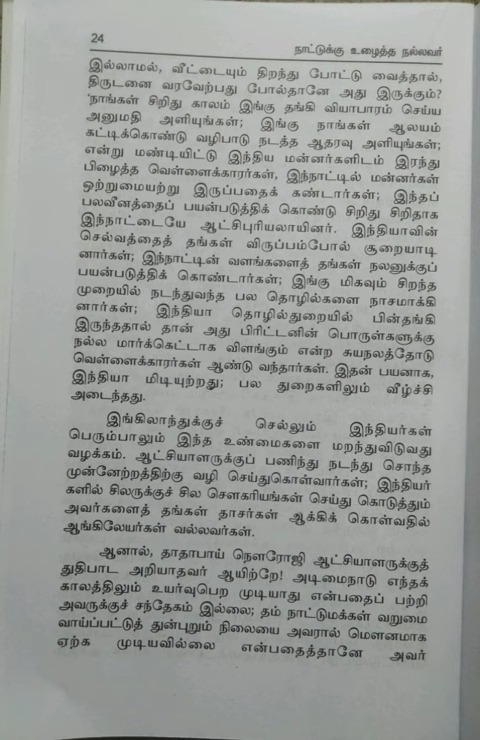 24
நாட்டுக்கு உழைத்த நல்லவர்
இல்லாமல், வீட்டையும் திறந்து போட்டு வைத்தால்,
திருடனை வரவேற்பது போல்தானே அது இருக்கும்?
'நாங்கள் சிறிது காலம் இங்கு தங்கி வியாபாரம் செய்ய
அனுமதி அளியுங்கள்; இங்கு நாங்கள் ஆலயம்
கட்டிக்கொண்டு வழிபாடு நடத்த ஆதரவு அளியுங்கள்;
என்று மண்டியிட்டு இந்திய மன்னர்களிடம் இரந்து
பிழைத்த வெள்ளைக்காரர்கள், இந்நாட்டில் மன்னர்கள்
ஒற்றுமையற்று இருப்பதைக் கண்டார்கள்; இந்தப்
பலவீனத்தைப் பயன்படுத்திக் கொண்டு சிறிது சிறிதாக
இந்நாட்டையே ஆட்சிபுரியலாயினர். இந்தியாவின்
செல்வத்தைத் தங்கள் விருப்பம்போல் சூறையாடி
னார்கள்; இந்நாட்டின் வளங்களைத் தங்கள் நலனுக்குப்
பயன்படுத்திக் கொண்டார்கள்; இங்கு மிகவும் சிறந்த
முறையில் நடந்துவந்த பல தொழில்களை நாசமாக்கி
னார்கள்; இந்தியா தொழில்துறையில் பின்தங்கி
இருந்ததால் தான் அது பிரிட்டனின் பொருள்களுக்கு
நல்ல மார்க்கெட்டாக விளங்கும் என்ற சுயநலத்தோடு
வெள்ளைக்காரர்கள் ஆண்டு வந்தார்கள். இதன் பயனாக,
இந்தியா மிடியுற்றது; பல துறைகளிலும் வீழ்ச்சி
அடைந்தது.
இங்கிலாந்துக்குச் செல்லும் இந்தியர்கள்
பெரும்பாலும் இந்த உண்மைகளை மறந்துவிடுவது
வழக்கம். ஆட்சியாளருக்குப் பணிந்து நடந்து சொந்த
முன்னேற்றத்திற்கு வழி செய்துகொள்வார்கள்; இந்தியர்
களில் சிலருக்குச் சில சௌகரியங்கள் செய்து கொடுத்தும்
அவர்களைத் தங்கள் தாசர்கள் ஆக்கிக் கொள்வதில்
ஆங்கிலேயர்கள் வல்லவர்கள்.
ஆனால், தாதாபாய் நௌரோஜி ஆட்சியாளருக்குத்
துதிபாட அறியாதவர் ஆயிற்றே! அடிமைநாடு எந்தக்
காலத்திலும் உயர்வுபெற முடியாது என்பதைப் பற்றி
அவருக்குச் சந்தேகம் இல்லை; தம் நாட்டுமக்கள் வறுமை
வாய்ப்பட்டுத் துன்புறும் நிலையை அவரால் மௌனமாக
ஏற்க முடியவில்லை என்பதைத்தானே அவர்